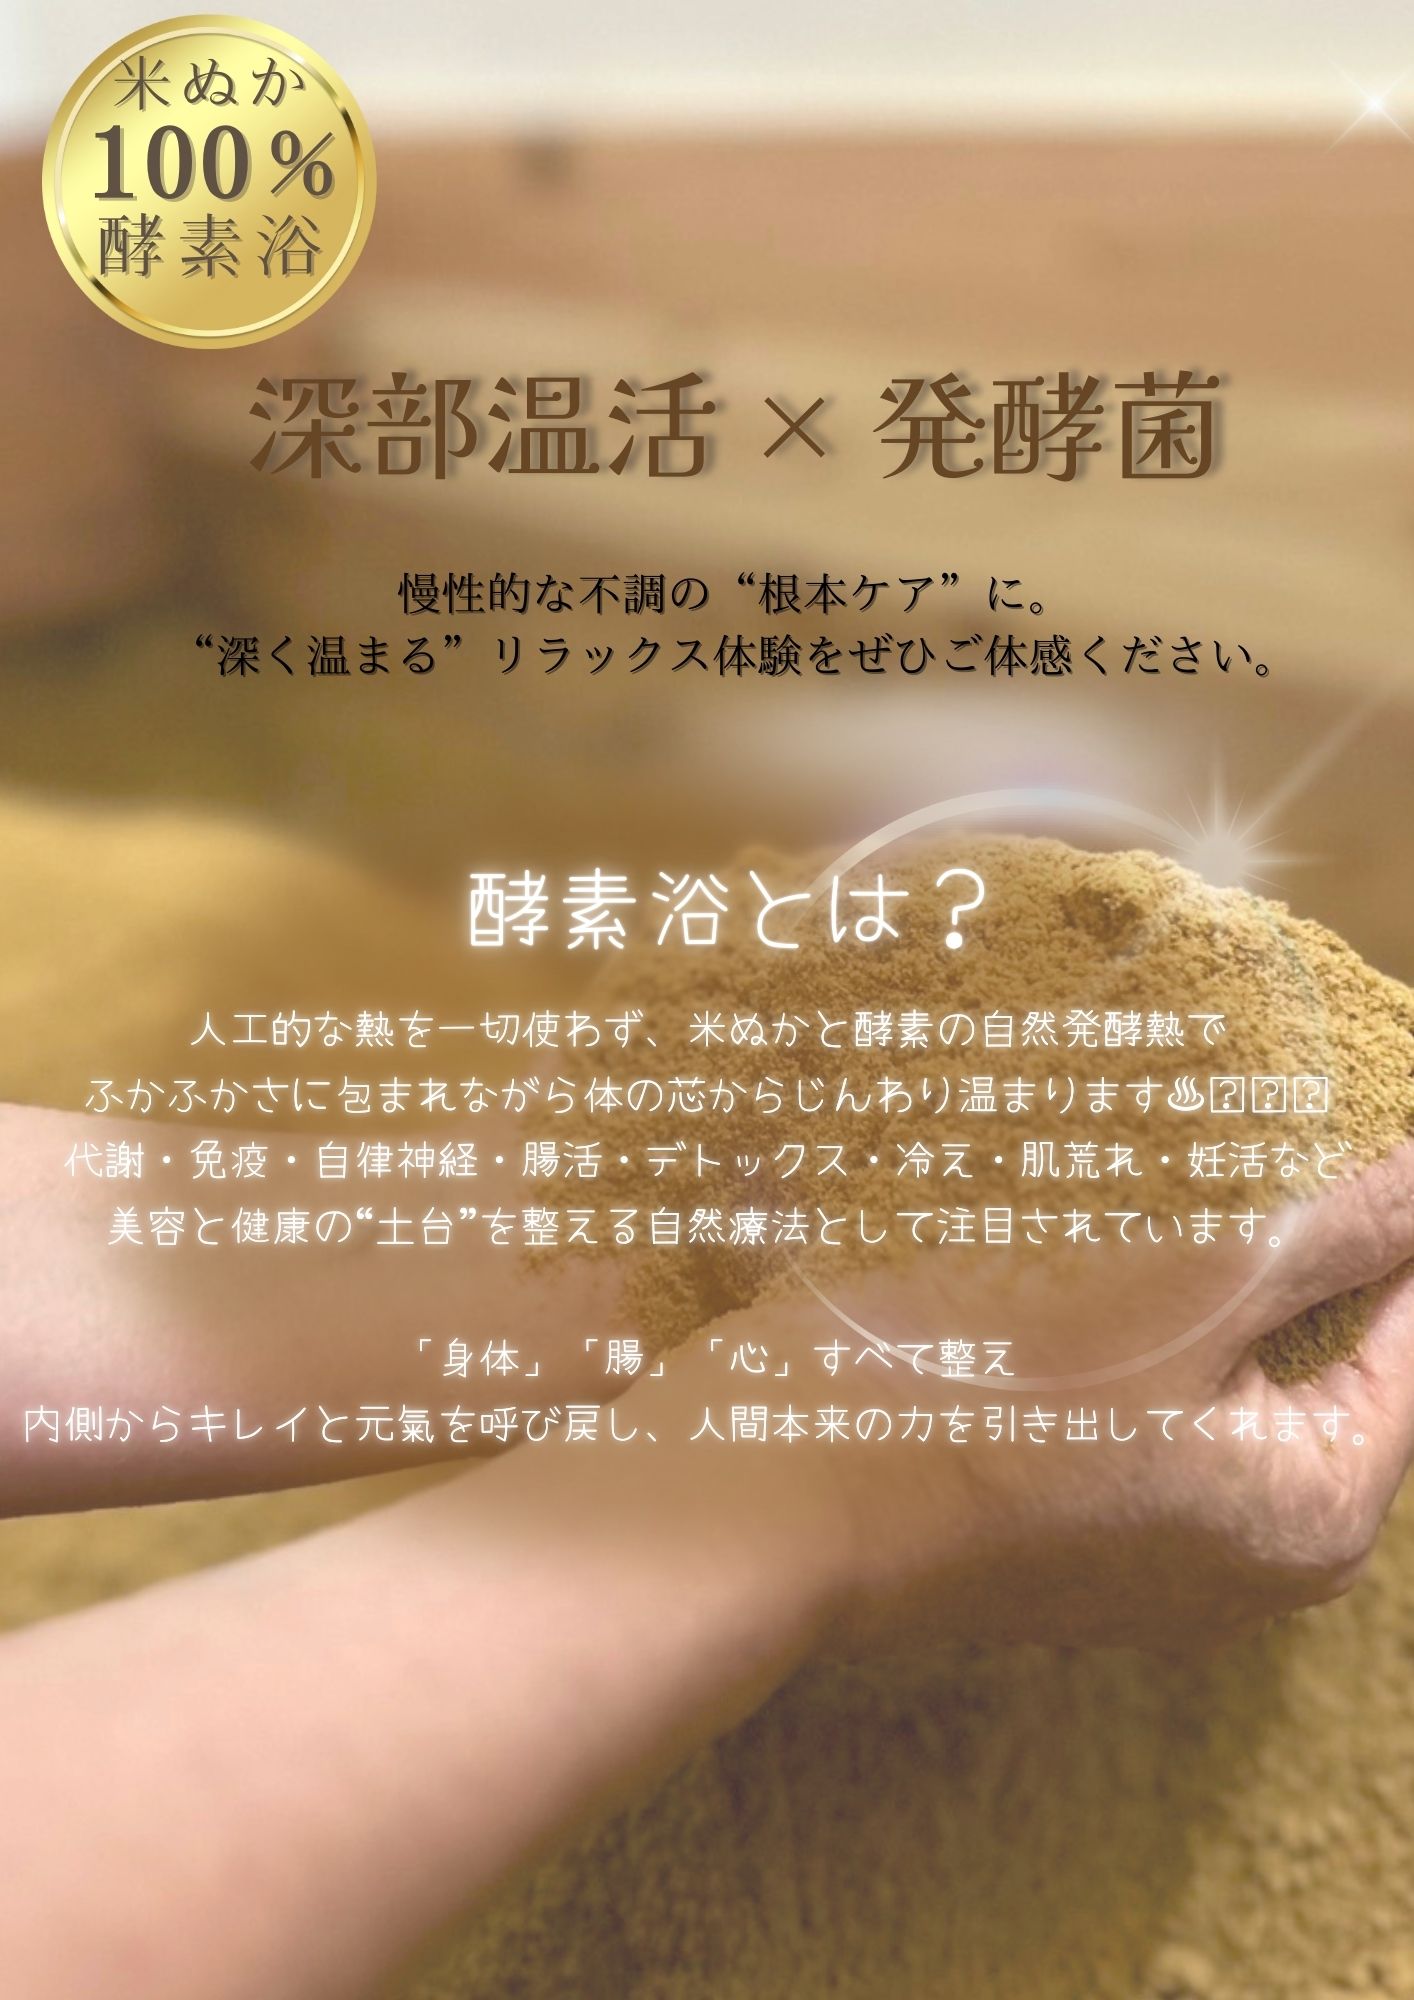 米ぬか
100％
酵素浴
深部温活×発酵菌
慢性的な不調の“根本ケア”に。
“深く温まる”リラックス体験をぜひご体感ください。
酵素浴とは？
人工的な熱を一切使わず、米ぬかと酵素の自然発酵熱で
ふかふかさに包まれながら体の芯からじんわり温まります♨
代謝・免疫・自律神経・腸活・デトックス・冷え・肌荒れ・妊活など
美容と健康の“土台”を整える自然療法として注目されています。
「身体」「腸」「心」すべて整え
内側からキレイと元氣を呼び戻し、人間本来の力を引き出してくれます。